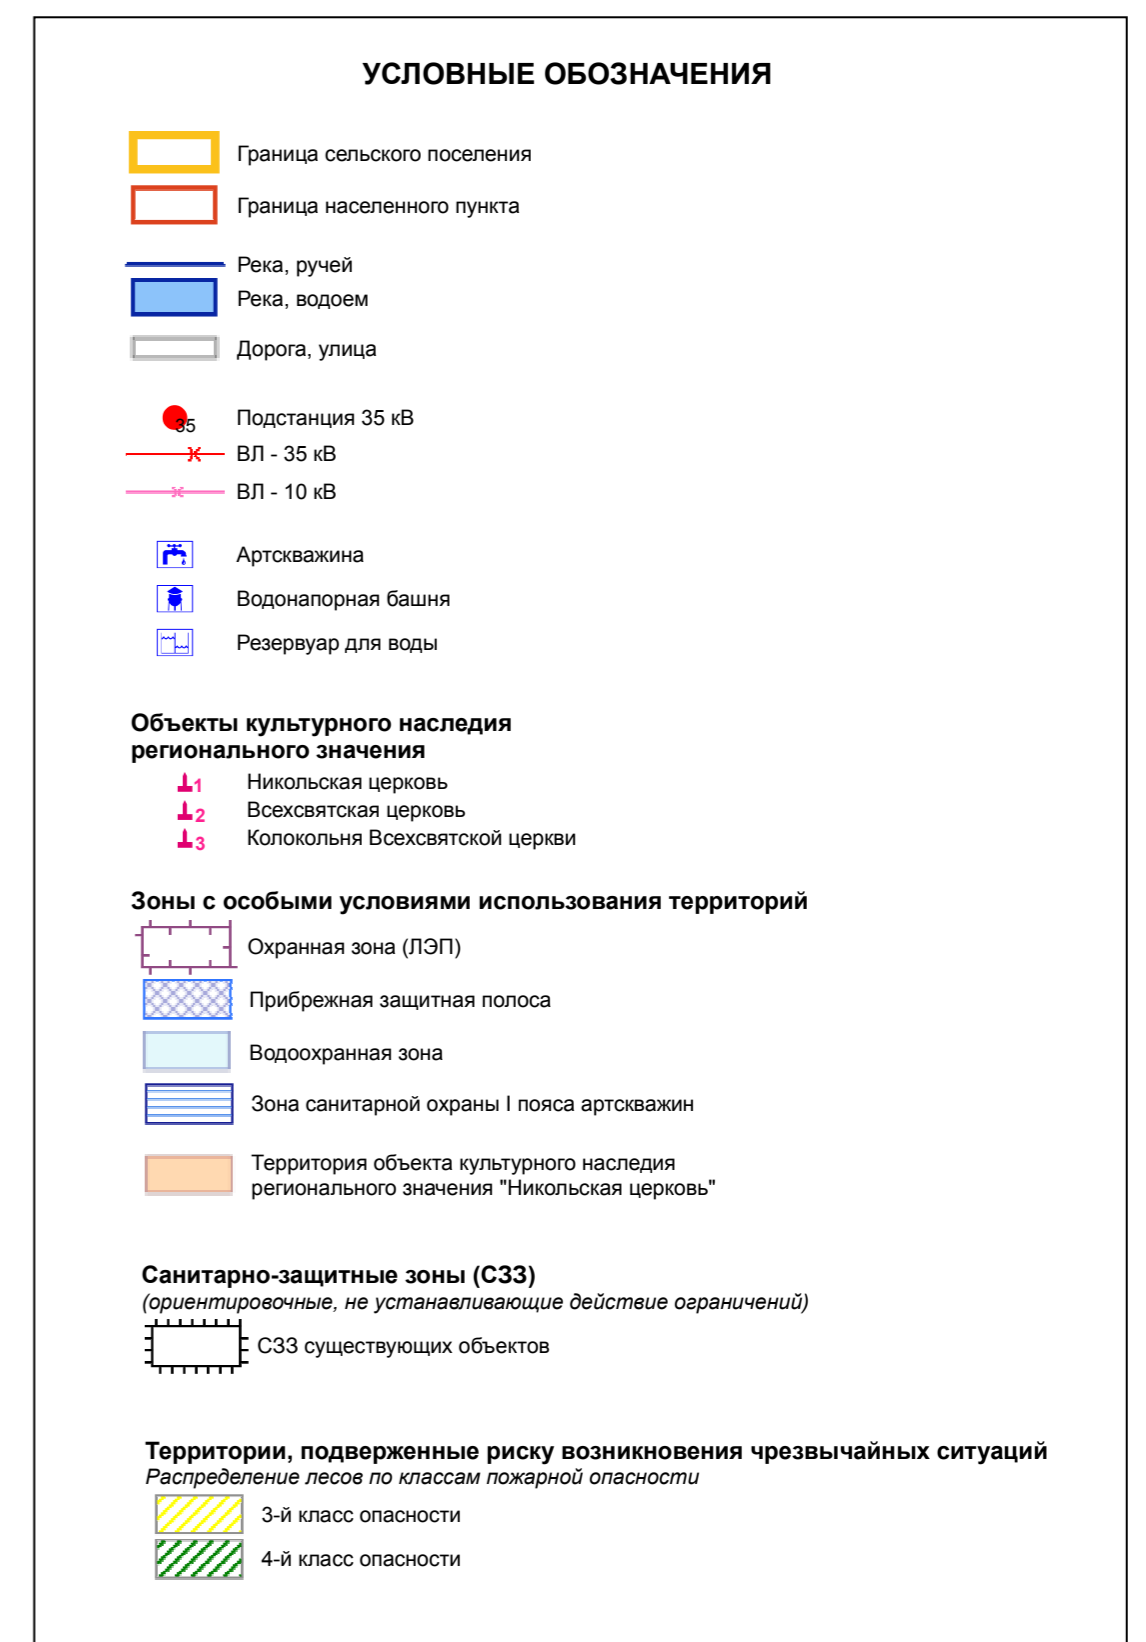 УСЛОВНЫЕ ОБОЗНАЧЕНИЯ
Граница сельского поселения
Граница населенного пункта
Река, ручей
Река, водоем
Дорога, улица
35 Подстанция 35 кВ
ВЛ - 35 кВ
ВЛ - 10 кВ
Артскважина
Водонапорная башня
Резервуар для воды
Объекты культурного наследия
регионального значения
1 Никольская церковь
2 Всехсвятская церковь
3 Колокольня Всехсвятской церкви
Зоны с особыми условиями использования территорий
Охранная зона (ЛЭП)
Прибрежная защитная полоса
Водоохранная зона
Зона санитарной охраны I пояса артскважин
Территория объекта культурного наследия
регионального значения "Никольская церковь"
Санитарно-защитные зоны (СЗЗ)
(ориентировочные, не устанавливающие действие ограничений)
СЗЗ существующих объектов
Территории, подверженные риску возникновения чрезвычайных ситуаций
Распределение лесов по классам пожарной опасности
3-й класс опасности
4-й класс опасности